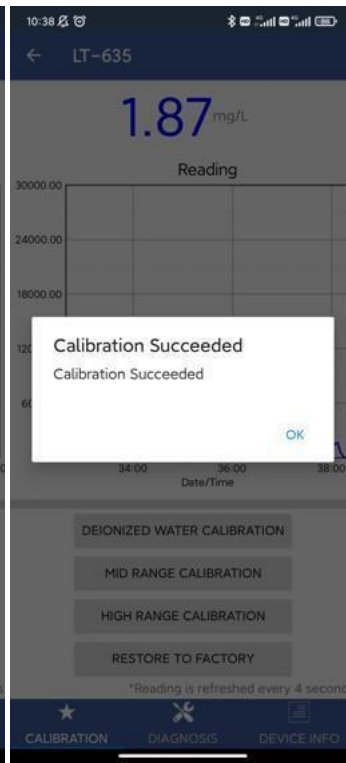 10:38
LT-635
1.87 mg/L
Reading
30000.00
24000.00
18000.00
Calibration Succeeded
Calibration Succeeded
OK
34:00 36:00 38:00
Date/Time
DEIONIZED WATER CALIBRATION
MID RANGE CALIBRATION
HIGH RANGE CALIBRATION
RESTORE TO FACTORY
*Reading is refreshed every 4 second
CALIBRATION DIAGNOSIS DEVICE INFO